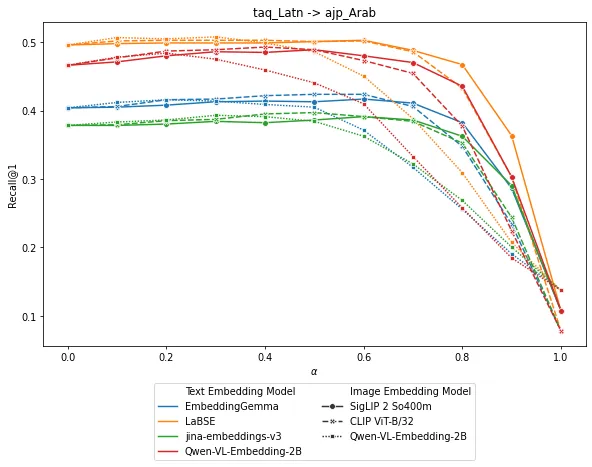 taq_Latn -> ajp_Arab
Recall@1
0.5
0.4
0.3
0.2
0.1
0.0
0.2
0.4
0.6
0.8
1.0
α
Text Embedding Model
EmbeddingGemma
LaBSE
jina-embeddings-v3
Qwen-VL-Embedding-2B
Image Embedding Model
SigLIP 2 So400m
CLIP ViT-B/32
Qwen-VL-Embedding-2B